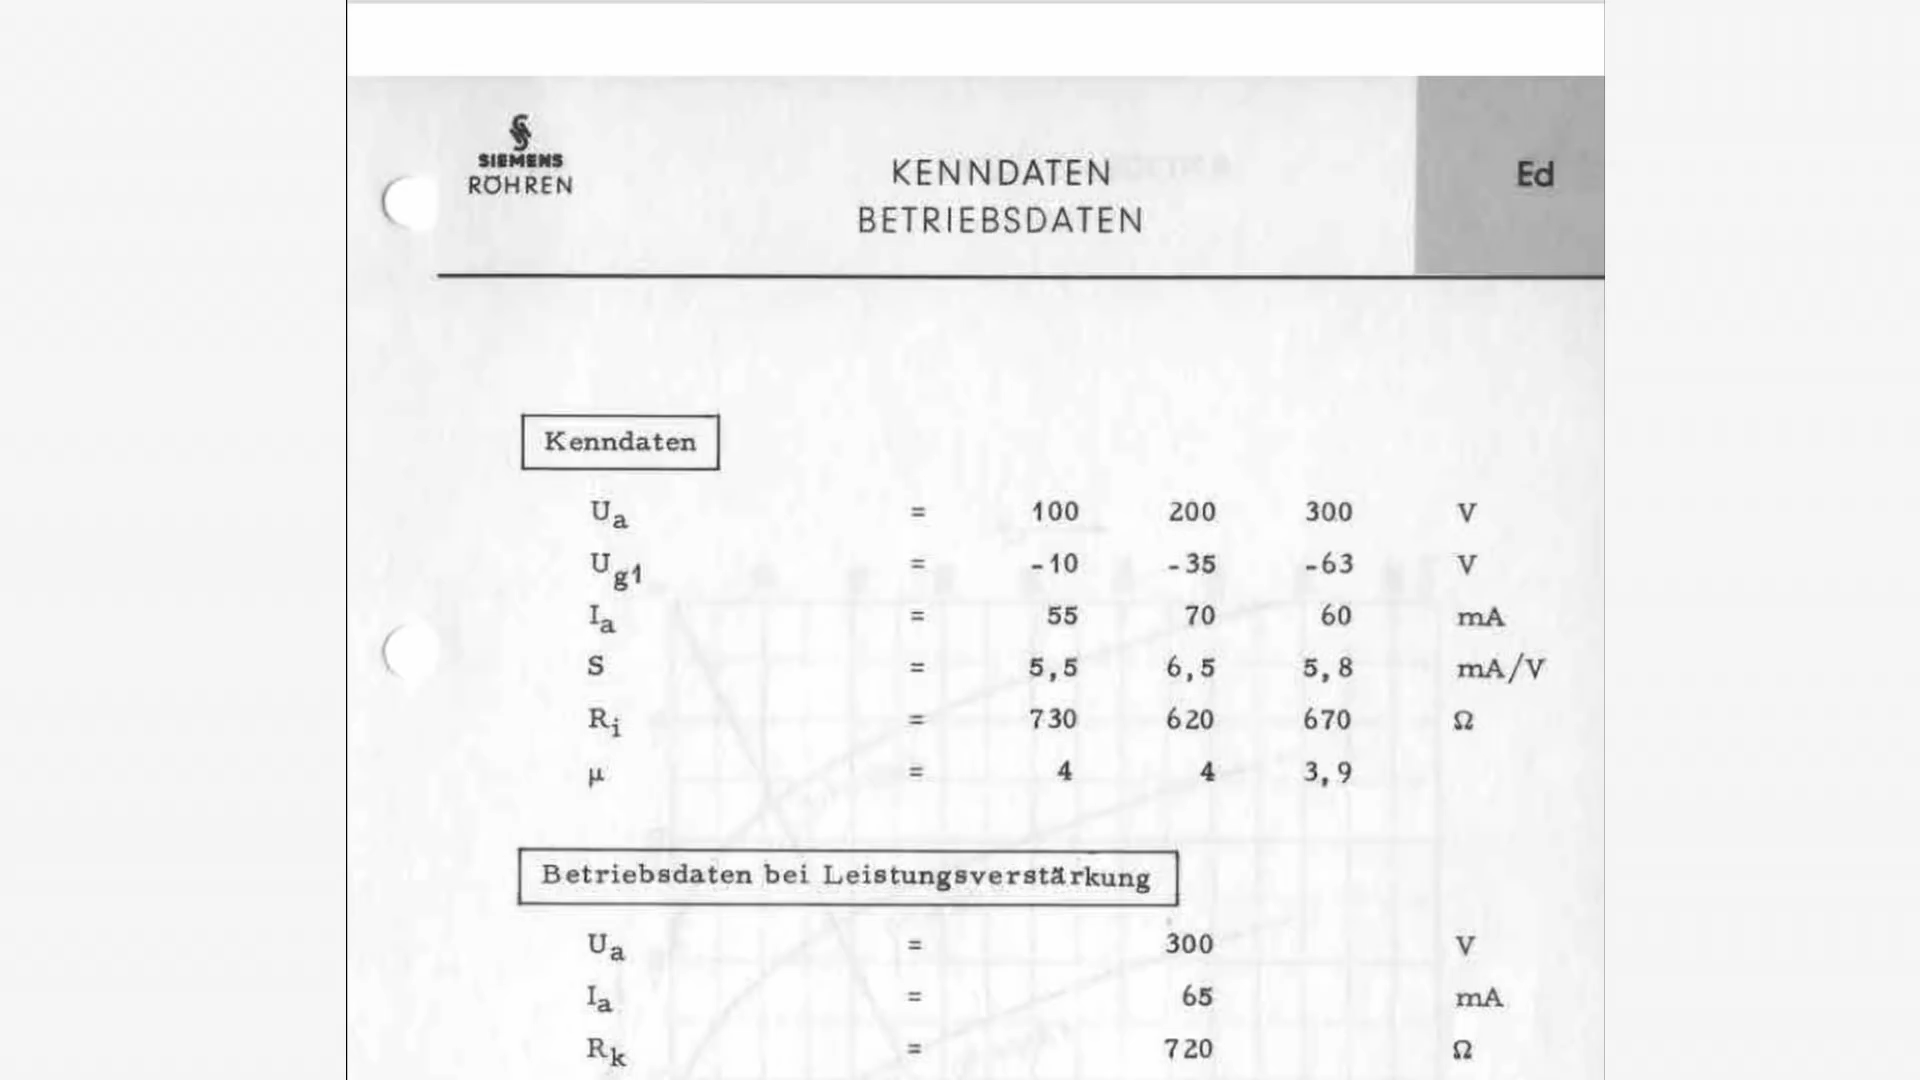 SIEMENS
RÖHREN
KENNDATEN
BETRIEBSDATEN
Ed
Kenndaten
Ua = 100 200 300 V
Ug1 = -10 -35 -63 V
Ia = 55 70 60 mA
S = 5,5 6,5 5,8 mA/V
Ri = 730 620 670 Ω
µ = 4 4 3,9
Betriebsdaten bei Leistungsverstärkung
Ua = 300 V
Ia = 65 mA
Rk = 720 Ω